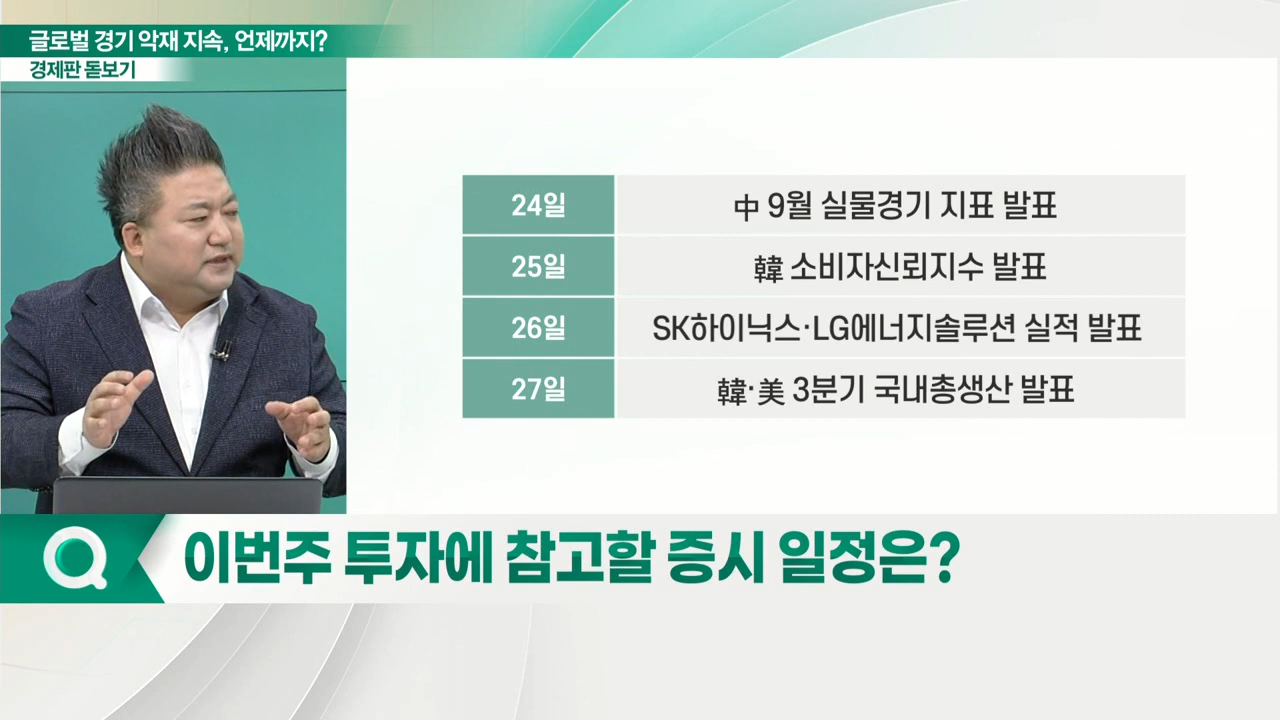 글로벌 경기 악재 지속, 언제까지?
경제판 돋보기
24일 中 9월 실물경기 지표 발표
25일 韓 소비자신뢰지수 발표
26일 SK하이닉스·LG에너지솔루션 실적 발표
27일 韓·美 3분기 국내총생산 발표
이번주 투자에 참고할 증시 일정은?